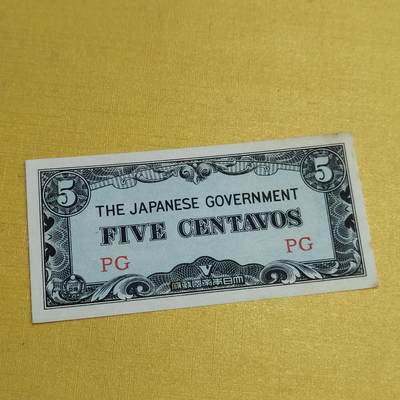 5 5
THE JAPANESE GOVERNMENT
FIVE CENTAVOS
PG PG